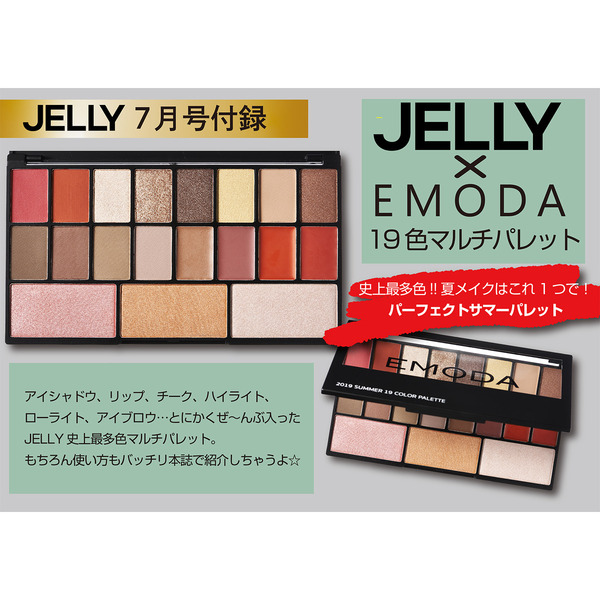 JELLY 7月号付録
JELLY
×
EMODA
19色マルチパレット
史上最多色!!夏メイクはこれ1つで！
パーフェクトサマーパレット
EMODA
2019 SUMMER 19 COLOR PALETTE
アイシャドウ、リップ、チーク、ハイライト、
ローライト、アイブロウ…とにかくぜ〜んぶ入った
JELLY史上最多色マルチパレット。
もちろん使い方もバッチリ本誌で紹介しちゃうよ☆